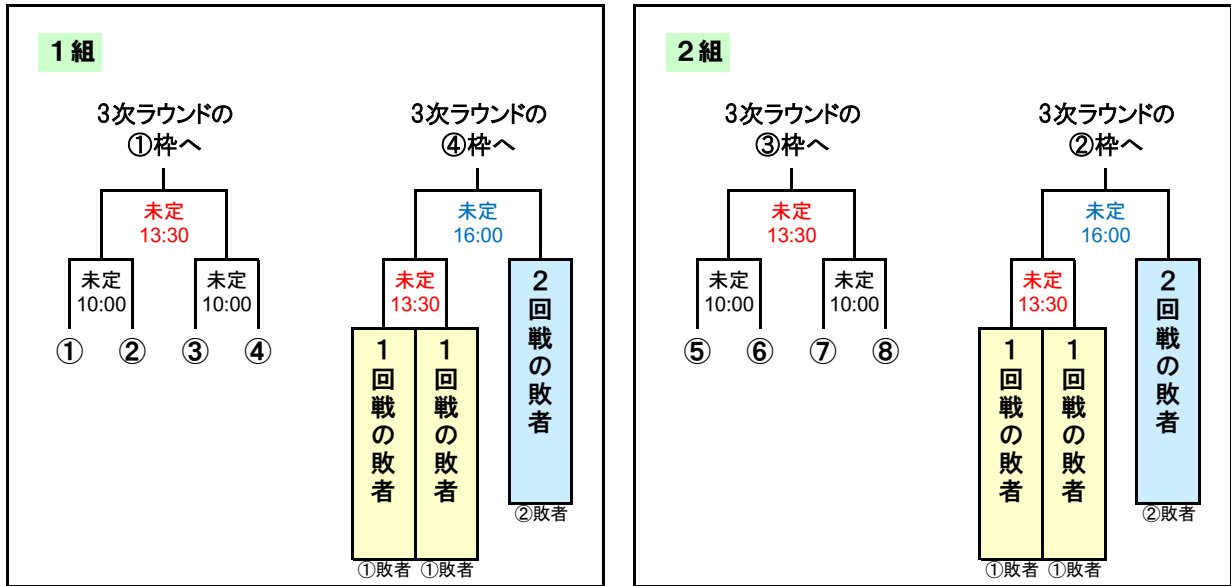 1組
3次ラウンドの
①枠へ
3次ラウンドの
④枠へ
未定
13:30
未定
16:00
未定
10:00
未定
10:00
未定
13:30
①
②
③
④
1回戦の敗者
1回戦の敗者
2回戦の敗者
②敗者
①敗者
①敗者
2組
3次ラウンドの
③枠へ
3次ラウンドの
②枠へ
未定
13:30
未定
16:00
未定
10:00
未定
10:00
未定
13:30
⑤
⑥
⑦
⑧
1回戦の敗者
1回戦の敗者
2回戦の敗者
②敗者
①敗者
①敗者